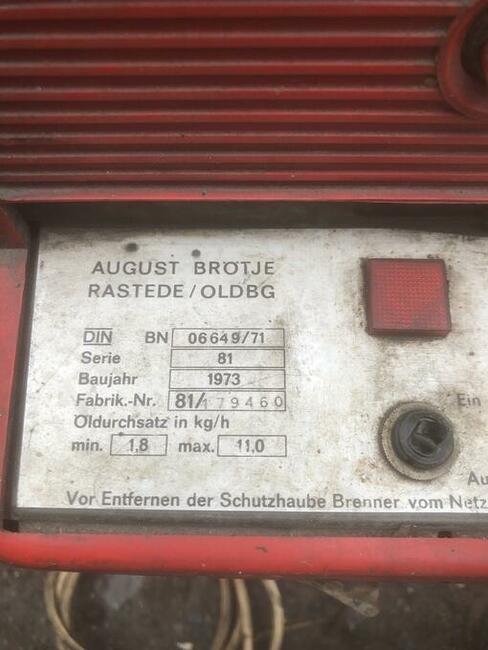 AUGUST BRÖTJE
RASTEDE/OLDBG
DIN BN 06649/71
Serie 81
Baujahr 1973
Fabrik.-Nr. 81/179460
Öldurchsatz in kg/h
min. 1,8 max. 11,0
Ein
Au
Vor Entfernen der Schutzhaube Brenner vom Netz